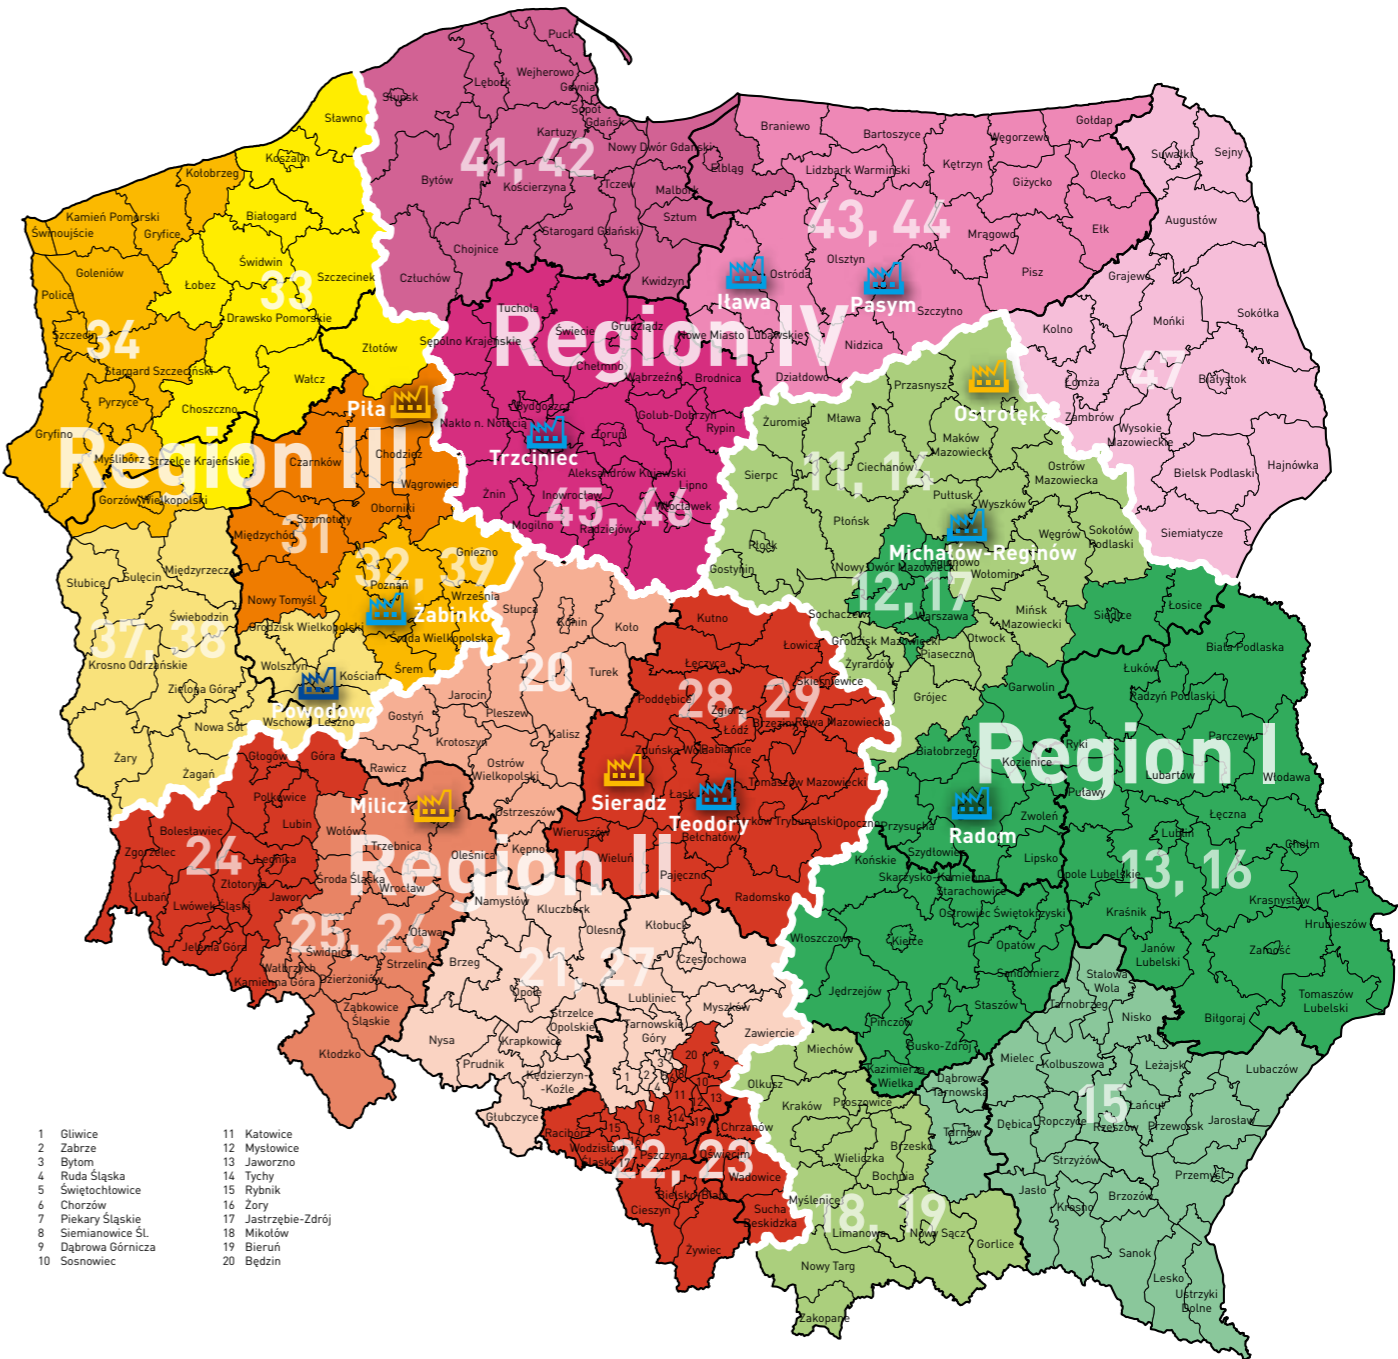 Puck
Wejherowo
Lębork
Gdynia
Słupsk
Sopot
Gdańsk
Sławno
Kartuzy
41, 42
Nowy Dwór Gdański
Braniewo
Bartoszyce
Węgorzewo
Gołdap
Suwałki
Sejny
Koszalin
Kołobrzeg
Elbląg
Lidzbark Warmiński
Kętrzyn
Giżycko
Olecko
Bytów
Kościerzyna
Tczew
Malbork
Kamień Pomorski
Białogard
Sztum
Augustów
Świnoujście
Gryfice
Starogard Gdański
43, 44
Mrągowo
Ełk
Chojnice
Olsztyn
Świdwin
Goleniów
Szczecinek
Człuchów
Kwidzyn
Ostróda
Pisz
Grajewo
Łobez
33
Police
Iława
Pasym
Tuchola
Szczytno
Sokółka
Drawsko Pomorskie
Mońki
Kolno
Szczecin
34
Świecie
Grudziądz
Nowe Miasto Lubawskie
Region IV
Sępólno Krajeńskie
Złotów
Nidzica
Chełmno
Stargard Szczeciński
Wałcz
Wąbrzeźno
Brodnica
Działdowo
Przasnysz
Łomża
47
Białystok
Pyrzyce
Choszczno
Piła
Bydgoszcz
Golub-Dobrzyń
Ostrołęka
Zambrów
Nakło n. Notecią
Rypin
Żuromin
Mława
Wysokie
Mazowieckie
Gryfino
Toruń
Maków
Mazowiecki
Myślibórz
Strzelce Krajeńskie
Region III
Czarnków
Chodzież
Trzciniec
Aleksandrów Kujawski
Sierpc
11, 14
Ciechanów
Ostrów
Mazowiecka
Bielsk Podlaski
Hajnówka
Wągrowiec
Lipno
Gorzów Wielkopolski
Żnin
Inowrocław
Włocławek
Pułtusk
Wyszków
Oborniki
45, 46
Szamotuły
Mogilno
Radziejów
Płońsk
Międzychód
31
Węgrów
Sokołów
Podlaski
Siemiatycze
Płock
Michałów-Reginów
Gniezno
32, 39
Legionowo
Gostynin
Nowy Dwór Mazowiecki
Wołomin
Międzyrzecz
Słubice
Sulęcin
Poznań
12, 17
Września
Nowy Tomyśl
Żabinko
Słupca
Konin
Koło
Kutno
Sochaczew
Warszawa
Mińsk
Mazowiecki
Siedlce
Łosice
Świebodzin
Grodzisk Wielkopolski
Środa Wielkopolska
37, 38
Grodzisk Mazowiecki
Otwock
Łowicz
Piaseczno
Biała Podlaska
Krosno Odrzańskie
Wolsztyn
Kościan
Śrem
20
Turek
Łęczyca
Żyrardów
Łuków
Zielona Góra
Skierniewice
Garwolin
Radzyń Podlaski
Jarocin
Poddębice
28, 29
Grójec
Powodowo
Pleszew
Zgierz
Nowa Sól
Wschowa
Leszno
Gostyń
Brzeziny
Rawa Mazowiecka
Łódź
Kalisz
Parczew
Krotoszyn
Zduńska Wola
Pabianice
Białobrzegi
Ryki
Region I
Żary
Głogów
Góra
Rawicz
Ostrów
Wielkopolski
Kozienice
Żagań
Lubartów
Włodawa
Polkowice
Milicz
Sieradz
Łask
Tomaszów Mazowiecki
Puławy
Ostrzeszów
Teodory
Piotrków Trybunalski
Opoczno
Przysucha
Radom
Zwoleń
Łęczna
Lubin
Bolesławiec
Wołów
Wieruszów
Bełchatów
Lublin
Chełm
Zgorzelec
24
Trzebnica
Region II
Oleśnica
Kępno
Wieluń
Szydłowiec
Lipsko
Legnica
Końskie
Złotoryja
Środa Śląska
Pajęczno
Skarżysko-Kamienna
Opole Lubelskie
13, 16
Wrocław
Starachowice
Lubań
Jawor
Namysłów
Radomsko
Krasnystaw
Lwówek Śląski
Kluczbork
Ostrowiec Świętokrzyski
Kraśnik
Hrubieszów
25, 26
Oława
Olesno
Kłobuck
Włoszczowa
Kielce
Opatów
Jelenia Góra
Świdnica
Janów
Lubelski
Zamość
Wałbrzych
Strzelin
Brzeg
21, 27
Częstochowa
Kamienna Góra
Dzierżoniów
Sandomierz
Stalowa
Wola
Opole
Lubliniec
Jędrzejów
Tomaszów
Lubelski
Ząbkowice
Śląskie
Strzelce
Opolskie
Myszków
Staszów
Tarnobrzeg
Nisko
Biłgoraj
Tarnowskie
Góry
Zawiercie
Pińczów
Kłodzko
Nysa
Krapkowice
Busko-Zdrój
Miechów
Prudnik
Mielec
Kolbuszowa
Leżajsk
Kędzierzyn-
-Koźle
Kazimierza
Wielka
Lubaczów
Olkusz
Dąbrowa
Tarnowska
Głubczyce
Kraków
Proszowice
15
Łańcut
Chrzanów
Dębica
Ropczyce
Rzeszów
Przeworsk
Jarosław
Racibórz
Tarnów
Wodzisław
Śląski
Pszczyna
Oświęcim
Brzesko
22, 23
Wieliczka
Strzyżów
Wadowice
Bochnia
Przemyśl
Bielsko-Biała
Myślenice
Jasło
Brzozów
Cieszyn
Sucha
Beskidzka
18, 19
Krosno
Limanowa
Nowy Sącz
Żywiec
Gorlice
Sanok
Nowy Targ
Lesko
Ustrzyki
Dolne
Zakopane
1 Gliwice
2 Zabrze
3 Bytom
4 Ruda Śląska
5 Świętochłowice
6 Chorzów
7 Piekary Śląskie
8 Siemianowice Śl.
9 Dąbrowa Górnicza
10 Sosnowiec
11 Katowice
12 Mysłowice
13 Jaworzno
14 Tychy
15 Rybnik
16 Żory
17 Jastrzębie-Zdrój
18 Mikołów
19 Bieruń
20 Będzin